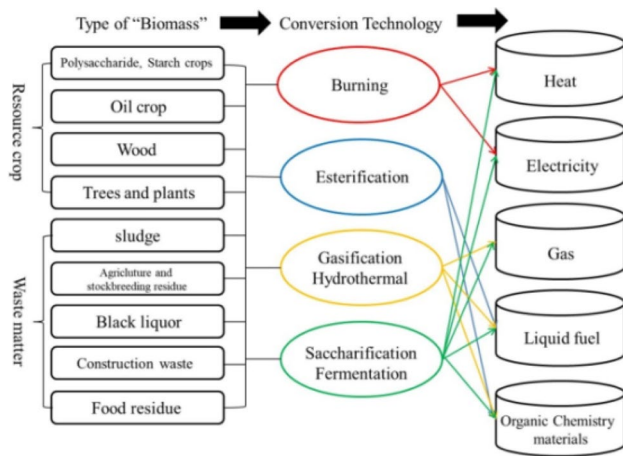 Type of “Biomass”
Conversion Technology
Resource crop
Polysaccharide, Starch crops
Oil crop
Wood
Trees and plants
Waste matter
sludge
Agricluture and
stockbreeding residue
Black liquor
Construction waste
Food residue
Burning
Esterification
Gasification
Hydrothermal
Saccharification
Fermentation
Heat
Electricity
Gas
Liquid fuel
Organic Chemistry
materials